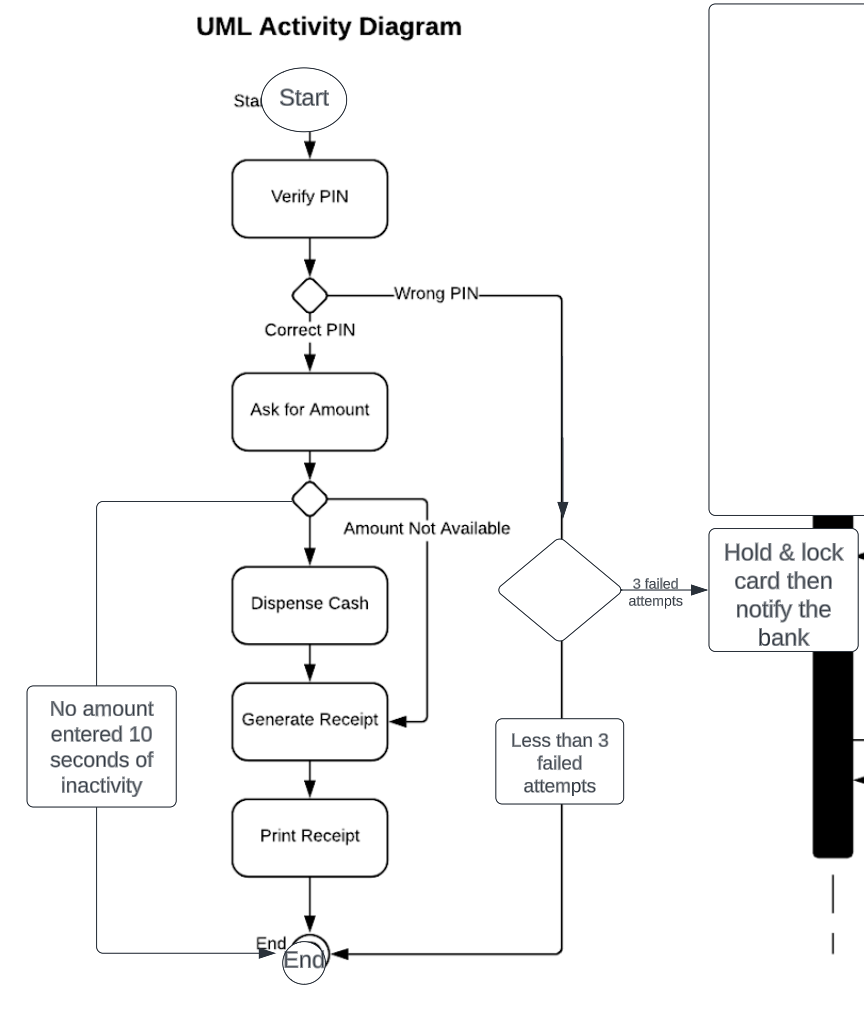 UML Activity Diagram
Start
Verify PIN
Wrong PIN
Correct PIN
Ask for Amount
Amount Not Available
Hold & lock
card then
notify the
bank
3 failed
attempts
Dispense Cash
No amount
entered 10
seconds of
inactivity
Generate Receipt
Less than 3
failed
attempts
Print Receipt
End
End